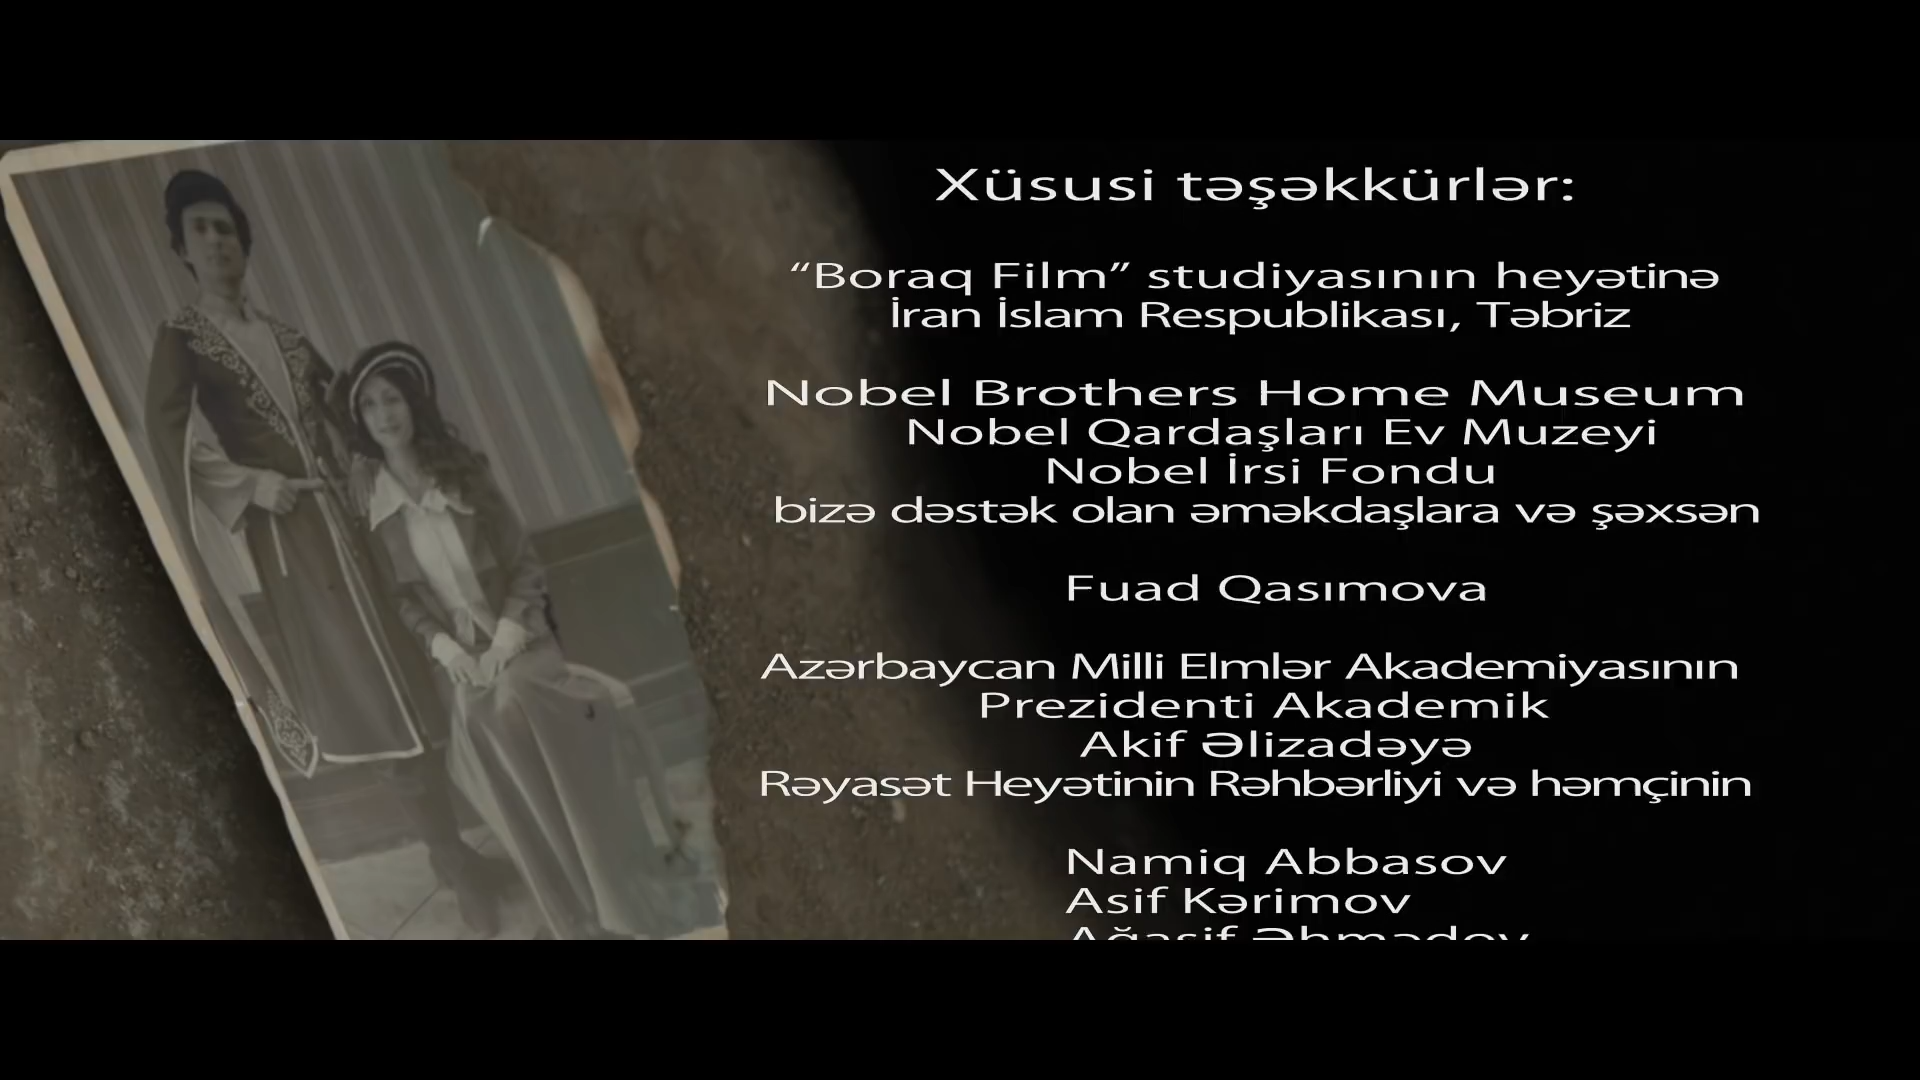 Xüsusi təşəkkürlər:
“Boraq Film” studiyasının heyətinə
İran İslam Respublikası, Təbriz
Nobel Brothers Home Museum
Nobel Qardaşları Ev Muzeyi
Nobel İrsi Fondu
bizə dəstək olan əməkdaşlara və şəxsən
Fuad Qasımova
Azərbaycan Milli Elmlər Akademiyasının
Prezidenti Akademik
Akif Əlizadəyə
Rəyasət Heyətinin Rəhbərliyi və həmçinin
Namiq Abbasov
Asif Kərimov
Ağasif Əhmədov